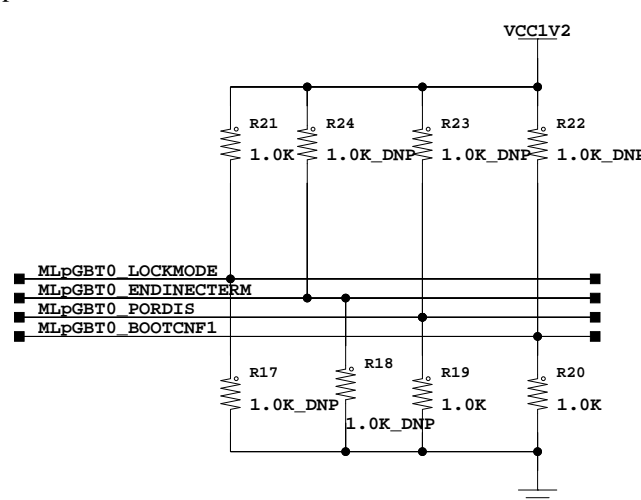 VCC1V2
R21
R24
R23
R22
1.0K
1.0K_DNP
1.0K_DNP
1.0K_DNP
MLpGBT0_LOCKMODE
MLpGBT0_ENDINECTERM
MLpGBT0_PORDIS
MLpGBT0_BOOTCNF1
R17
R18
R19
R20
1.0K_DNP
1.0K_DNP
1.0K
1.0K